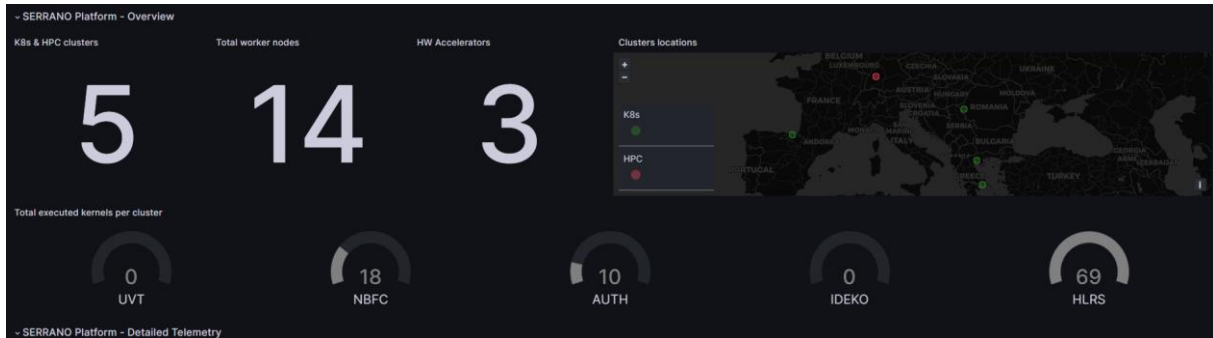 SERRANO Platform - Overview
K8s & HPC clusters
Total worker nodes
HW Accelerators
Clusters locations
5
14
3
+
-
K8s
HPC
BELGIUM
LUXEMBOURG
CZECHIA
SLOVAKIA
UKRAINE
AUSTRIA
HUNGARY
MOLDOVA
FRANCE
SLOVENIA
CROATIA
ROMANIA
SERBIA
ITALY
BULGARIA
ANDORRA
PORTUGAL
GREECE
TURKEY
GEORGIA
i
Total executed kernels per cluster
0
UVT
18
NBFC
10
AUTH
0
IDEKO
69
HLRS
SERRANO Platform - Detailed Telemetry